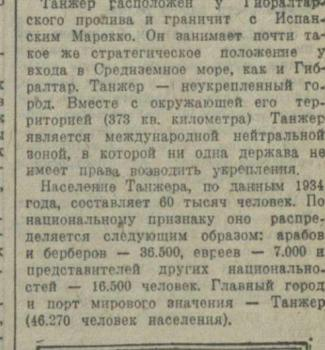 Танжер расположен у Гибралтар-
ского пролива и граничит с Испан-
ским Марокко. Он занимает почти та-
кое же стратегическое положение у
входа в Средиземное море, как и Гиб-
ралтар. Танжер — неукрепленный го-
род. Вместе с окружающей его тер-
риторией (373 кв. километра) Танжер
является международной нейтральной
зоной, в которой ни одна держава не
имеет права возводить укрепления.
Население Танжера, по данным 1934
года, составляет 60 тысяч человек. По
национальному признаку оно распре-
деляется следующим образом: арабов
и берберов — 36.500, евреев — 7.000 и
представителей других национально-
стей — 16.500 человек. Главный город
и порт мирового значения — Танжер
(46.270 человек населения).